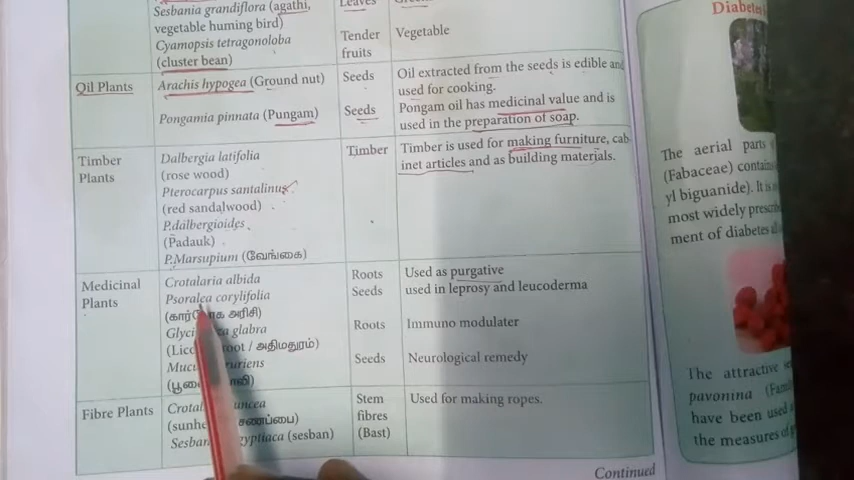 Sesbania grandiflora (agathi, Leaves
vegetable huming bird)
Cyamopsis tetragonoloba Tender Vegetable
(cluster bean) fruits
Oil Plants Arachis hypogea (Ground nut) Seeds Oil extracted from the seeds is edible and
used for cooking.
Pongamia pinnata (Pungam) Seeds Pongam oil has medicinal value and is
used in the preparation of soap.
Timber Dalbergia latifolia Timber Timber is used for making furniture, cab
Plants (rose wood) inet articles and as building materials.
Pterocarpus santalinus
(red sandalwood)
P.dalbergioides
(Padauk)
P.Marsupium (வேங்கை)
Medicinal Crotalaria albida Roots Used as purgative
Plants Psoralea corylifolia Seeds used in leprosy and leucoderma
அரிசி)
glabra Roots Immuno modulater
root / அதிமதுரம்)
Seeds Neurological remedy
Fibre Plants Stem Used for making ropes.
சணப்பை) fibres
(sesban) (Bast)
Continued
The aerial parts
(Fabaceae) contain
yl biguanide). It is
most widely
ment of diabetes
The attractive
pavonina
have been used
the measures of